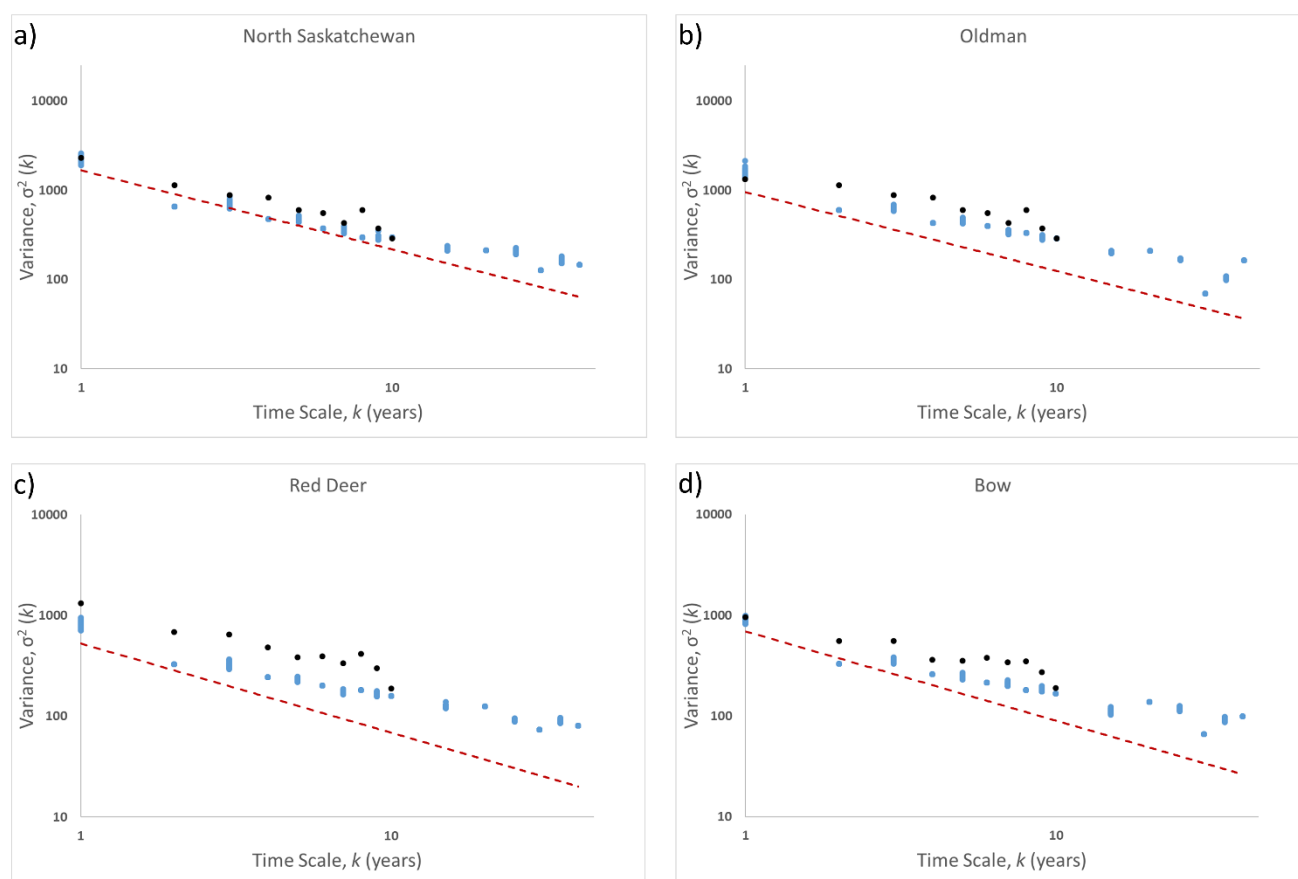 a)
North Saskatchewan
10000
1000
100
10
1
10
Variance, σ² (k)
Time Scale, k (years)
b)
Oldman
10000
1000
100
10
1
10
Variance, σ² (k)
Time Scale, k (years)
c)
Red Deer
10000
1000
100
10
1
10
Variance, σ² (k)
Time Scale, k (years)
d)
Bow
10000
1000
100
10
1
10
Variance, σ² (k)
Time Scale, k (years)